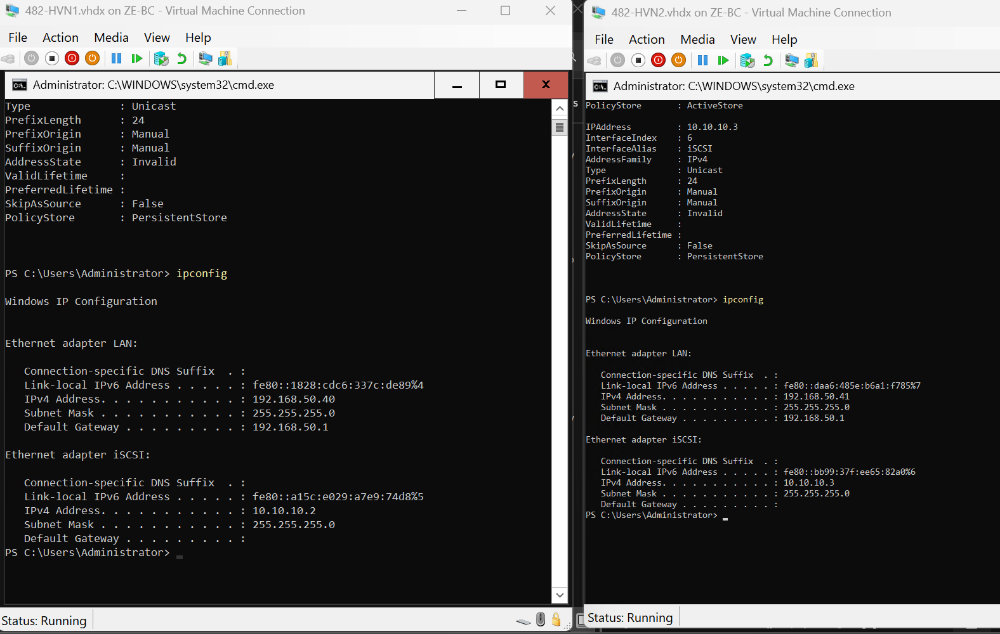 482-HVN1.vhdx on ZE-BC - Virtual Machine Connection
File Action Media View Help
Administrator: C:\WINDOWS\system32\cmd.exe
Type : Unicast
PrefixLength : 24
PrefixOrigin : Manual
SuffixOrigin : Manual
AddressState : Invalid
ValidLifetime :
PreferredLifetime :
SkipAsSource : False
PolicyStore : PersistentStore
PS C:\Users\Administrator> ipconfig
Windows IP Configuration
Ethernet adapter LAN:
Connection-specific DNS Suffix . :
Link-local IPv6 Address . . . . . : fe80::1828:cdc6:337c:de89%4
IPv4 Address. . . . . . . . . . . : 192.168.50.40
Subnet Mask . . . . . . . . . . . : 255.255.255.0
Default Gateway . . . . . . . . . : 192.168.50.1
Ethernet adapter iSCSI:
Connection-specific DNS Suffix . :
Link-local IPv6 Address . . . . . : fe80::a15c:e029:a7e9:74d8%5
IPv4 Address. . . . . . . . . . . : 10.10.10.2
Subnet Mask . . . . . . . . . . . : 255.255.255.0
Default Gateway . . . . . . . . . :
PS C:\Users\Administrator>
Status: Running
482-HVN2.vhdx on ZE-BC - Virtual Machine Connection
File Action Media View Help
Administrator: C:\WINDOWS\system32\cmd.exe
PolicyStore : ActiveStore
IPAddress : 10.10.10.3
InterfaceIndex : 6
InterfaceAlias : iSCSI
AddressFamily : IPv4
Type : Unicast
PrefixLength : 24
PrefixOrigin : Manual
SuffixOrigin : Manual
AddressState : Invalid
ValidLifetime :
PreferredLifetime :
SkipAsSource : False
PolicyStore : PersistentStore
PS C:\Users\Administrator> ipconfig
Windows IP Configuration
Ethernet adapter LAN:
Connection-specific DNS Suffix . :
Link-local IPv6 Address . . . . . : fe80::daa6:485e:b6a1:f785%7
IPv4 Address. . . . . . . . . . . : 192.168.50.41
Subnet Mask . . . . . . . . . . . : 255.255.255.0
Default Gateway . . . . . . . . . : 192.168.50.1
Ethernet adapter iSCSI:
Connection-specific DNS Suffix . :
Link-local IPv6 Address . . . . . : fe80::bb99:37f:ee65:82a0%6
IPv4 Address. . . . . . . . . . . : 10.10.10.3
Subnet Mask . . . . . . . . . . . : 255.255.255.0
Default Gateway . . . . . . . . . :
PS C:\Users\Administrator>
Status: Running